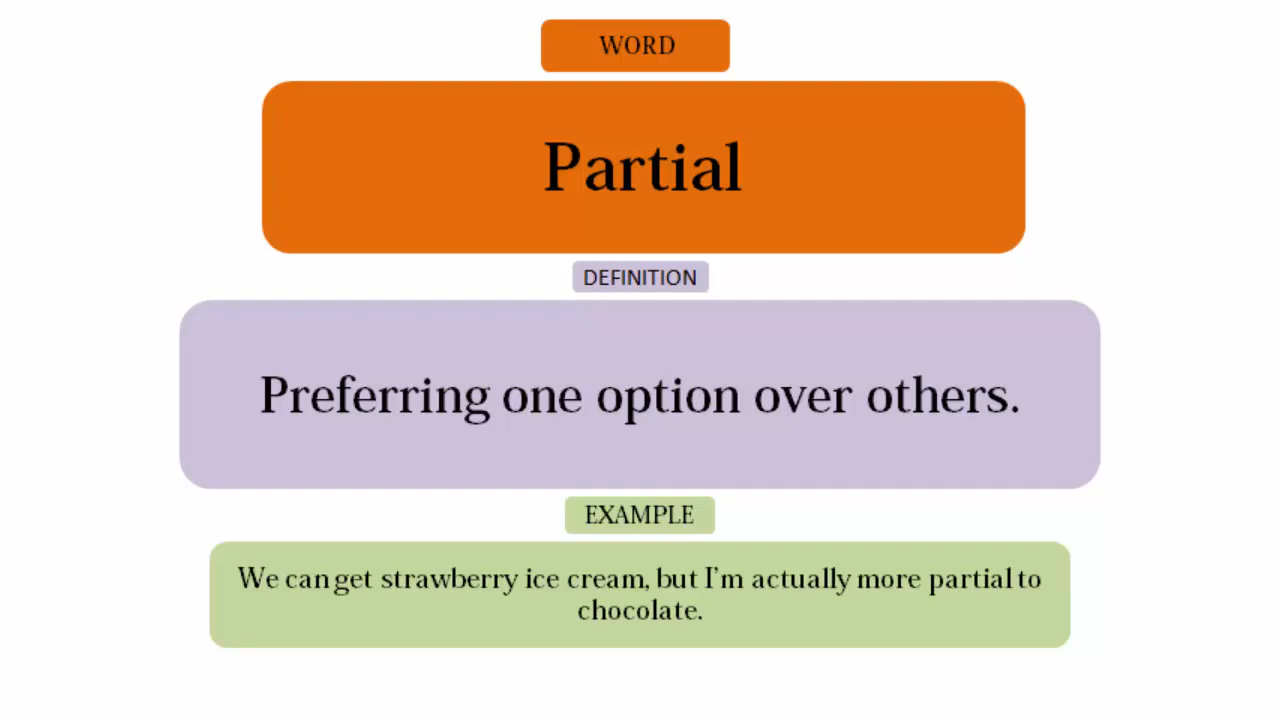 WORD
Partial
DEFINITION
Preferring one option over others.
EXAMPLE
We can get strawberry ice cream, but I'm actually more partial to
chocolate.